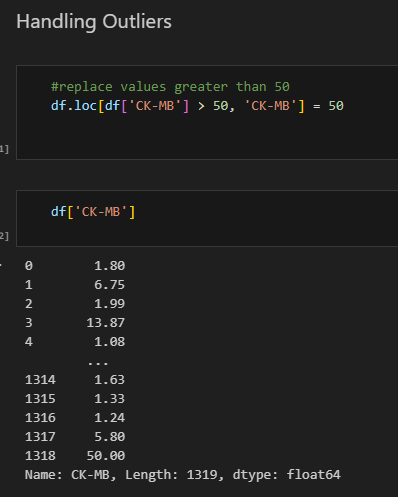 Handling Outliers
#replace values greater than 50
df.loc[df['CK-MB'] > 50, 'CK-MB'] = 50
1]
df['CK-MB']
2]
0 1.80
1 6.75
2 1.99
3 13.87
4 1.08
...
1314 1.63
1315 1.33
1316 1.24
1317 5.80
1318 50.00
Name: CK-MB, Length: 1319, dtype: float64